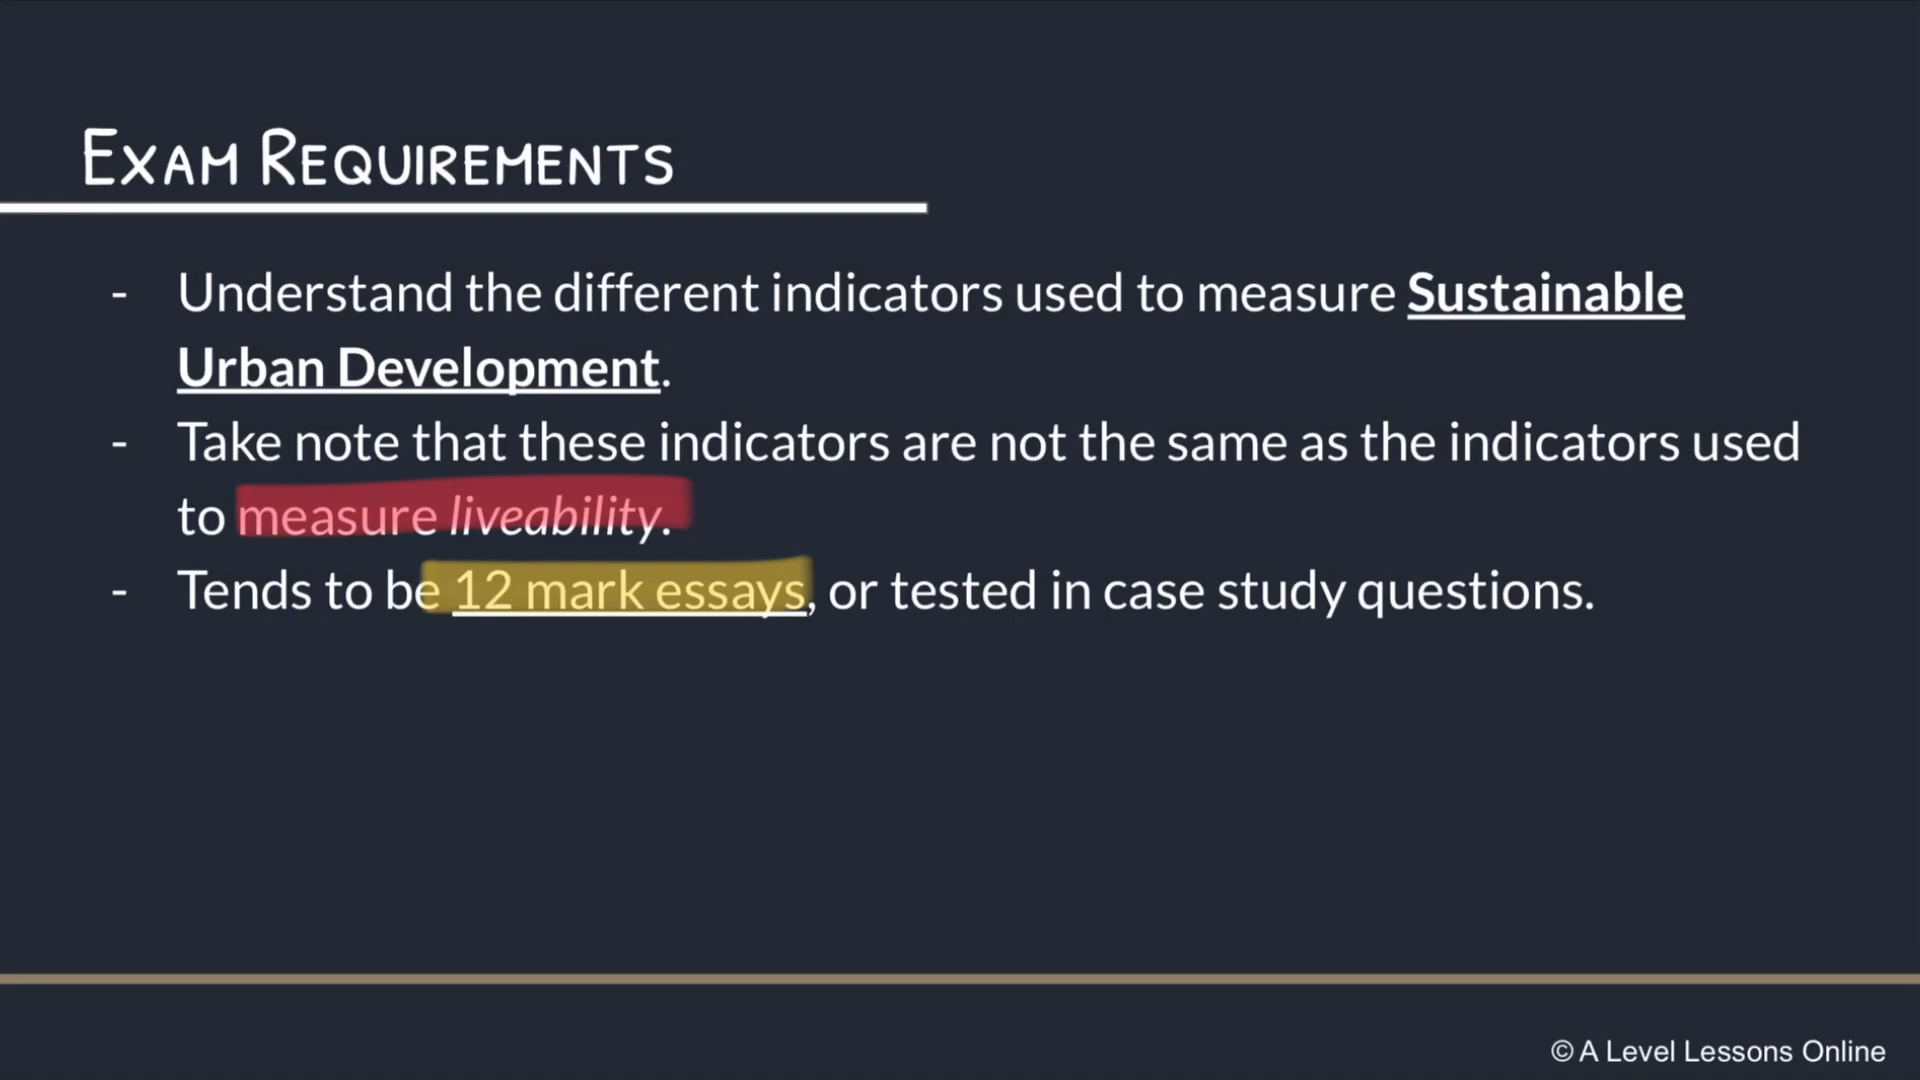 Exam Requirements
- Understand the different indicators used to measure Sustainable
Urban Development.
- Take note that these indicators are not the same as the indicators used
to measure liveability.
- Tends to be 12 mark essays, or tested in case study questions.
© A Level Lessons Online